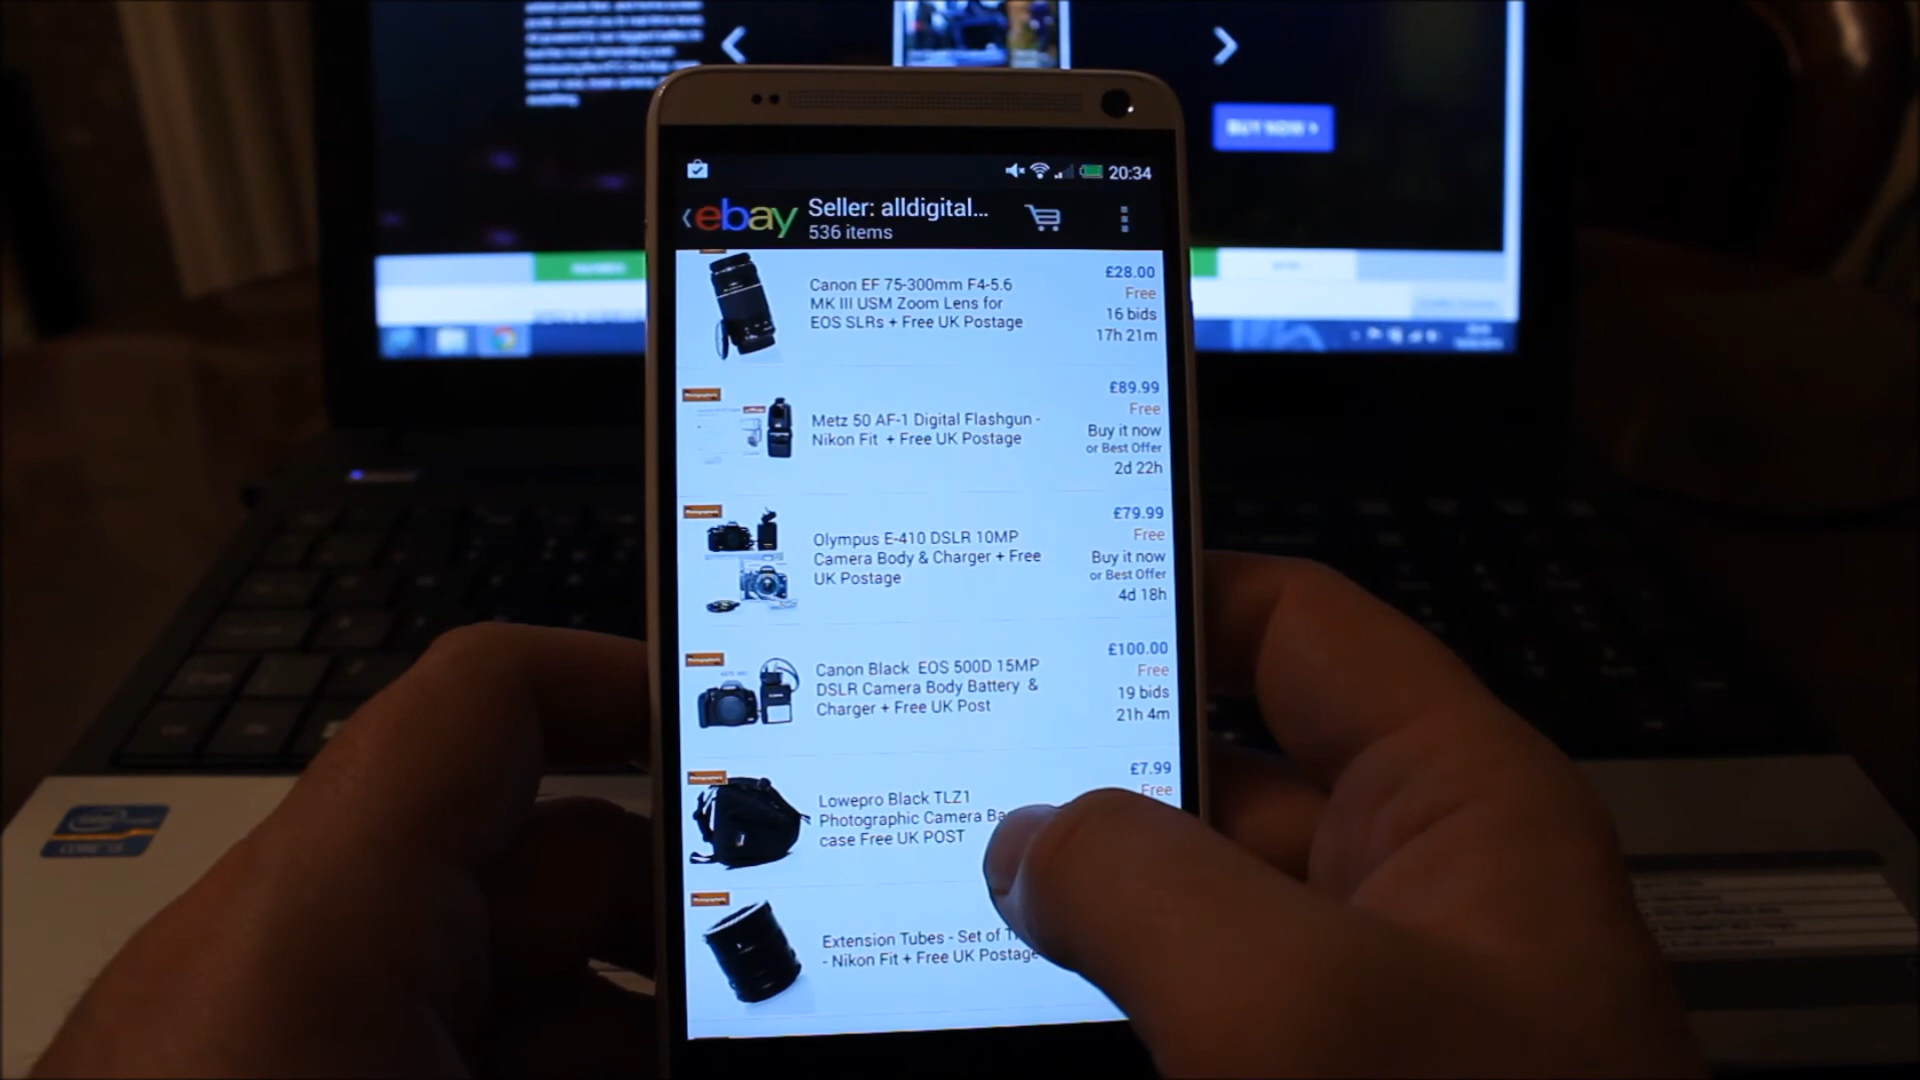 BUY NOW >
20:34
ebay
Seller: alldigital...
536 items
Canon EF 75-300mm F4-5.6
MK III USM Zoom Lens for
EOS SLRs + Free UK Postage
£28.00
Free
16 bids
17h 21m
Metz 50 AF-1 Digital Flashgun -
Nikon Fit + Free UK Postage
£89.99
Free
Buy it now
or Best Offer
2d 22h
Olympus E-410 DSLR 10MP
Camera Body & Charger + Free
UK Postage
£79.99
Free
Buy it now
or Best Offer
4d 18h
Canon Black EOS 500D 15MP
DSLR Camera Body Battery &
Charger + Free UK Post
£100.00
Free
19 bids
21h 4m
Lowepro Black TLZ1
Photographic Camera Ba
case Free UK POST
£7.99
Free
Extension Tubes - Set of T
- Nikon Fit + Free UK Postage
intel